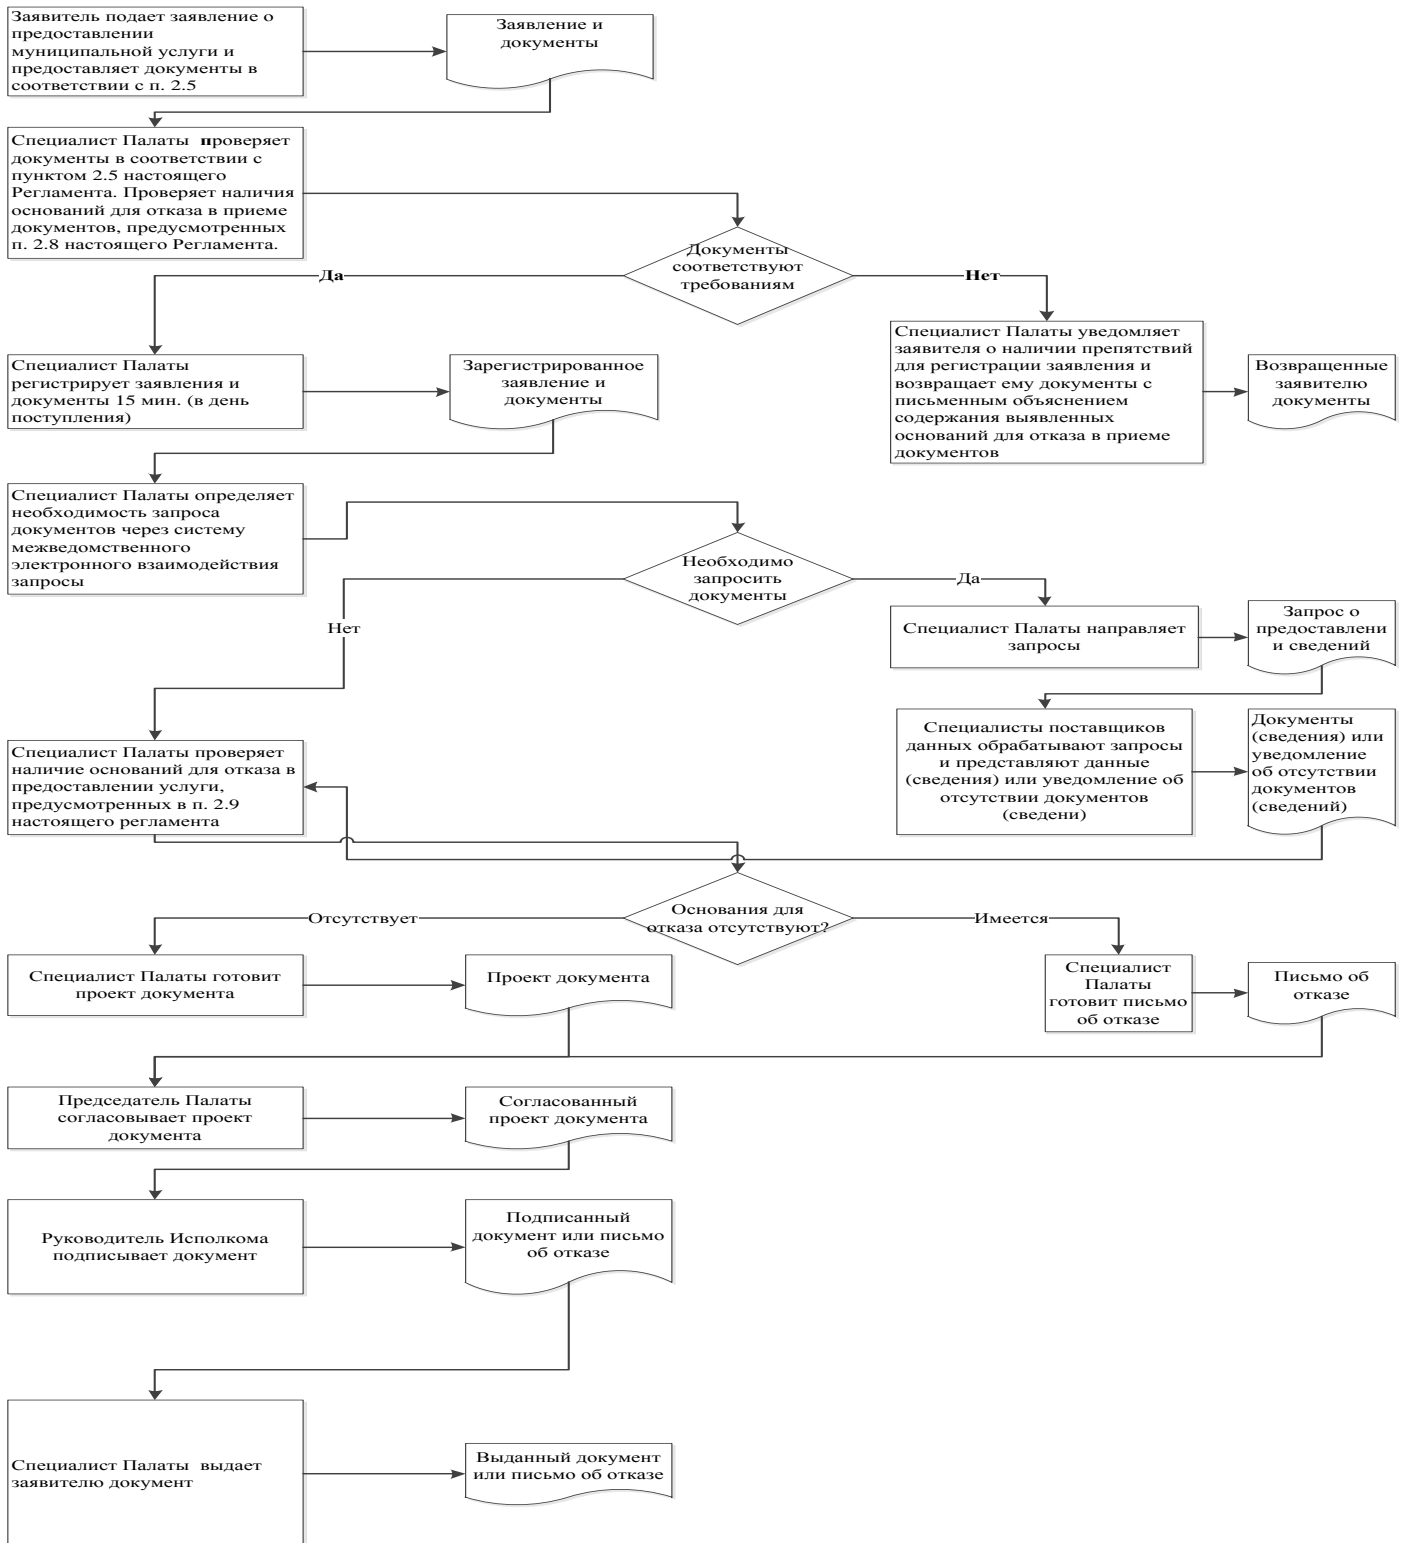 Заявитель подает заявление о
предоставлении
муниципальной услуги и
предоставляет документы в
соответствии с п. 2.5
Заявление и
документы
Специалист Палаты проверяет
документы в соответствии с
пунктом 2.5 настоящего
Регламента. Проверяет наличия
оснований для отказа в приеме
документов, предусмотренных
п. 2.8 настоящего Регламента.
Документы
соответствуют
требованиям
Да
Нет
Специалист Палаты
регистрирует заявления и
документы 15 мин. (в день
поступления)
Зарегистрированное
заявление и
документы
Специалист Палаты уведомляет
заявителя о наличии препятствий
для регистрации заявления и
возвращает ему документы с
письменным объяснением
содержания выявленных
оснований для отказа в приеме
документов
Возвращенные
заявителю
документы
Специалист Палаты определяет
необходимость запроса
документов через систему
межведомственного
электронного взаимодействия
запросы
Необходимо
запросить
документы
Да
Нет
Специалист Палаты направляет
запросы
Запрос о
предоставлени
и сведений
Специалисты поставщиков
данных обрабатывают запросы
и представляют данные
(сведения) или уведомление об
отсутствии документов
(сведени)
Документы
(сведения) или
уведомление
об отсутствии
документов
(сведений)
Специалист Палаты проверяет
наличие оснований для отказа в
предоставлении услуги,
предусмотренных в п. 2.9
настоящего регламента
Основания для
отказа отсутствуют?
Отсутствует
Имеется
Специалист Палаты готовит
проект документа
Проект документа
Специалист
Палаты
готовит письмо
об отказе
Письмо об
отказе
Председатель Палаты
согласовывает проект
документа
Согласованный
проект документа
Руководитель Исполкома
подписывает документ
Подписанный
документ или письмо
об отказе
Специалист Палаты выдает
заявителю документ
Выданный документ
или письмо об отказе